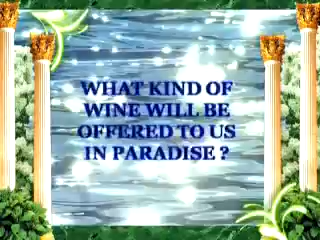 WHAT KIND OF
WINE WILL BE
OFFERED TO US
IN PARADISE ?